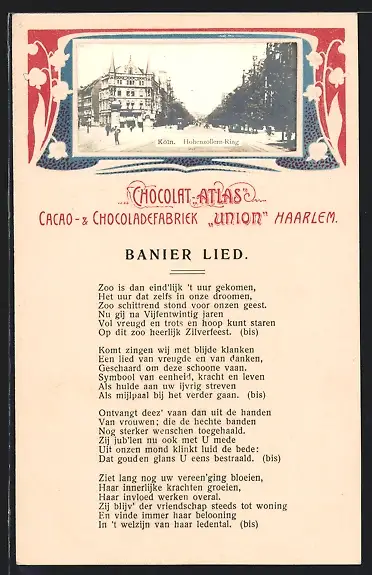 Köln. Hohenzollern-Ring
"CHOCOLAT-ATLAS"
CACAO- & CHOCOLADEFABRIEK „UNION" HAARLEM.
BANIER LIED.
Zoo is dan eind'lijk 't uur gekomen,
Het uur dat zelfs in onze droomen,
Zoo schittrend stond voor onzen geest.
Nu gij na Vijfentwintig jaren
Vol vreugd en trots en hoop kunt staren
Op dit zoo heerlijk Zilverfeest. (bis)
Komt zingen wij met blijde klanken
Een lied van vreugde en van danken,
Geschaard om deze schoone vaan.
Symbool van eenheid, kracht en leven
Als hulde aan uw ijvrig streven
Als mijlpaal bij het verder gaan. (bis)
Ontvangt deez' vaan dan uit de handen
Van vrouwen; die de hechte banden
Nog sterker wenschen toegehaald.
Zij jub'len nu ook met U mede
Uit onzen mond klinkt luid de bede:
Dat gouden glans U eens bestraald. (bis)
Ziet lang nog uw vereen'ging bloeien,
Haar innerlijke krachten groeien,
Haar invloed werken overal.
Zij blijv' der vriendschap steeds tot woning
En vinde immer haar belooning
In 't welzijn van haar ledental. (bis)